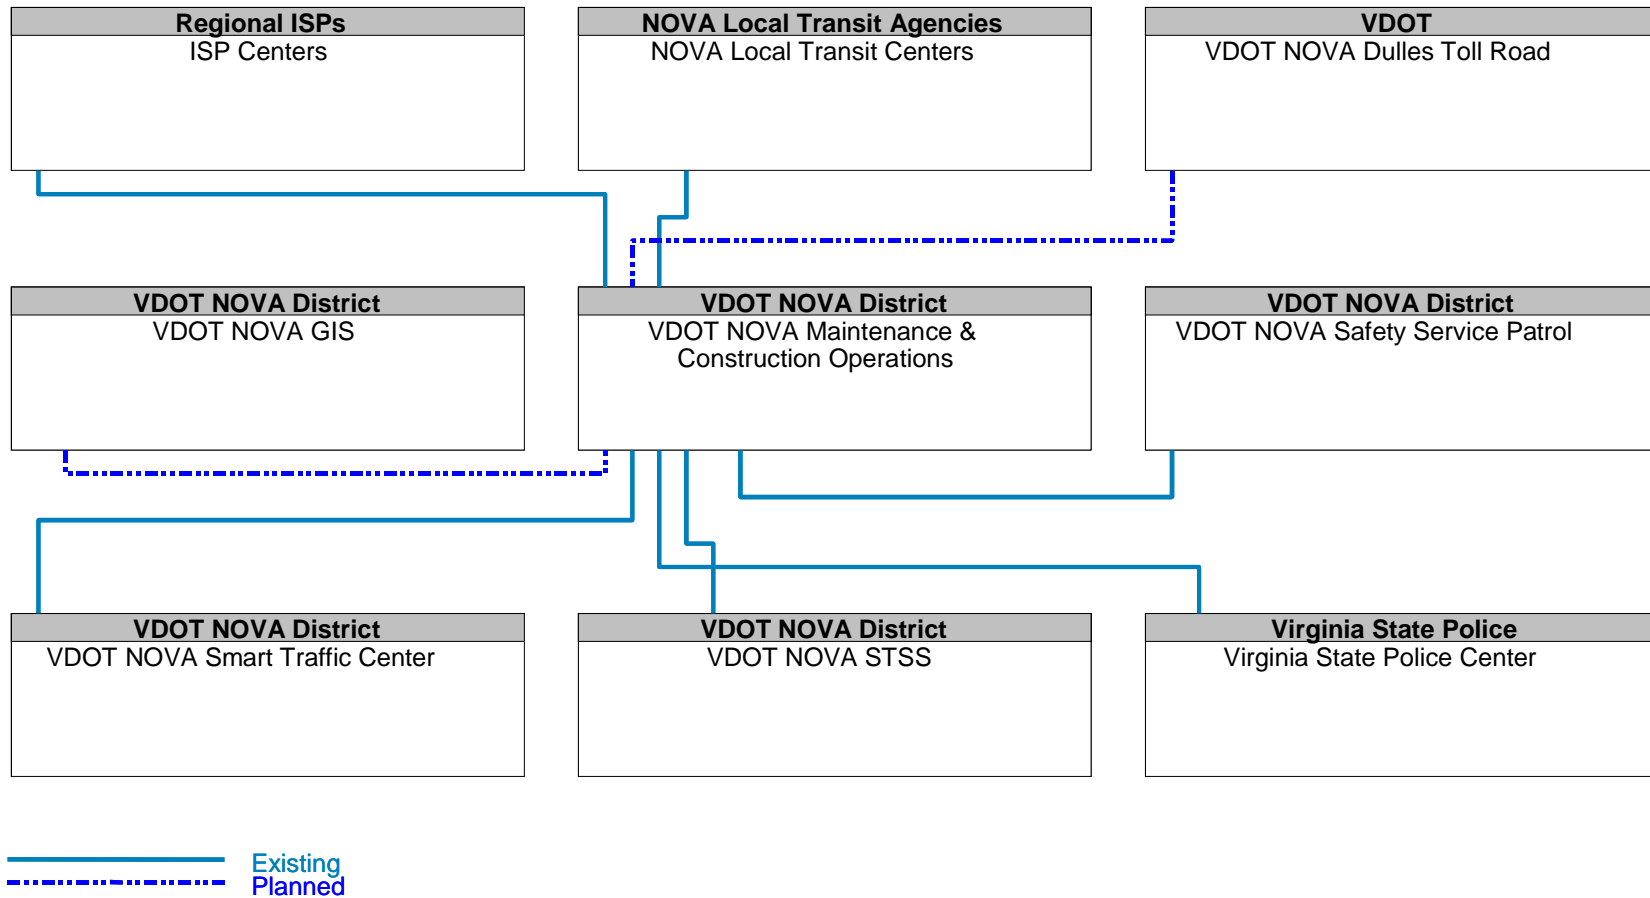 Regional ISPs
ISP Centers
NOVA Local Transit Agencies
NOVA Local Transit Centers
VDOT
VDOT NOVA Dulles Toll Road
VDOT NOVA District
VDOT NOVA GIS
VDOT NOVA District
VDOT NOVA Maintenance &
Construction Operations
VDOT NOVA District
VDOT NOVA Safety Service Patrol
VDOT NOVA District
VDOT NOVA Smart Traffic Center
VDOT NOVA District
VDOT NOVA STSS
Virginia State Police
Virginia State Police Center
Existing
Planned